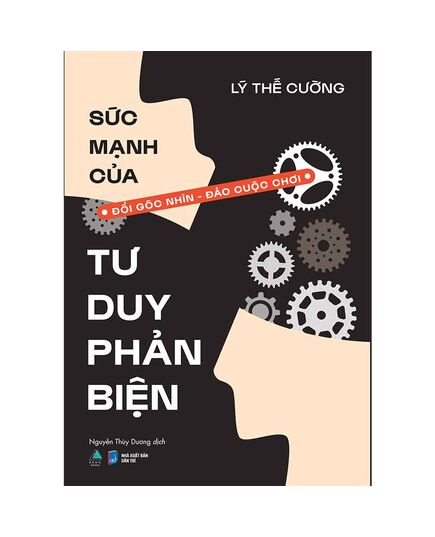 LÝ THẾ CƯỜNG
SỨC
MẠNH
CỦA
ĐỔI GÓC NHÌN - ĐẢO CUỘC CHƠI
TƯ
DUY
PHẢN
BIỆN
Nguyễn Thùy Dương dịch
NHÀ XUẤT BẢN
DÂN TRÍ